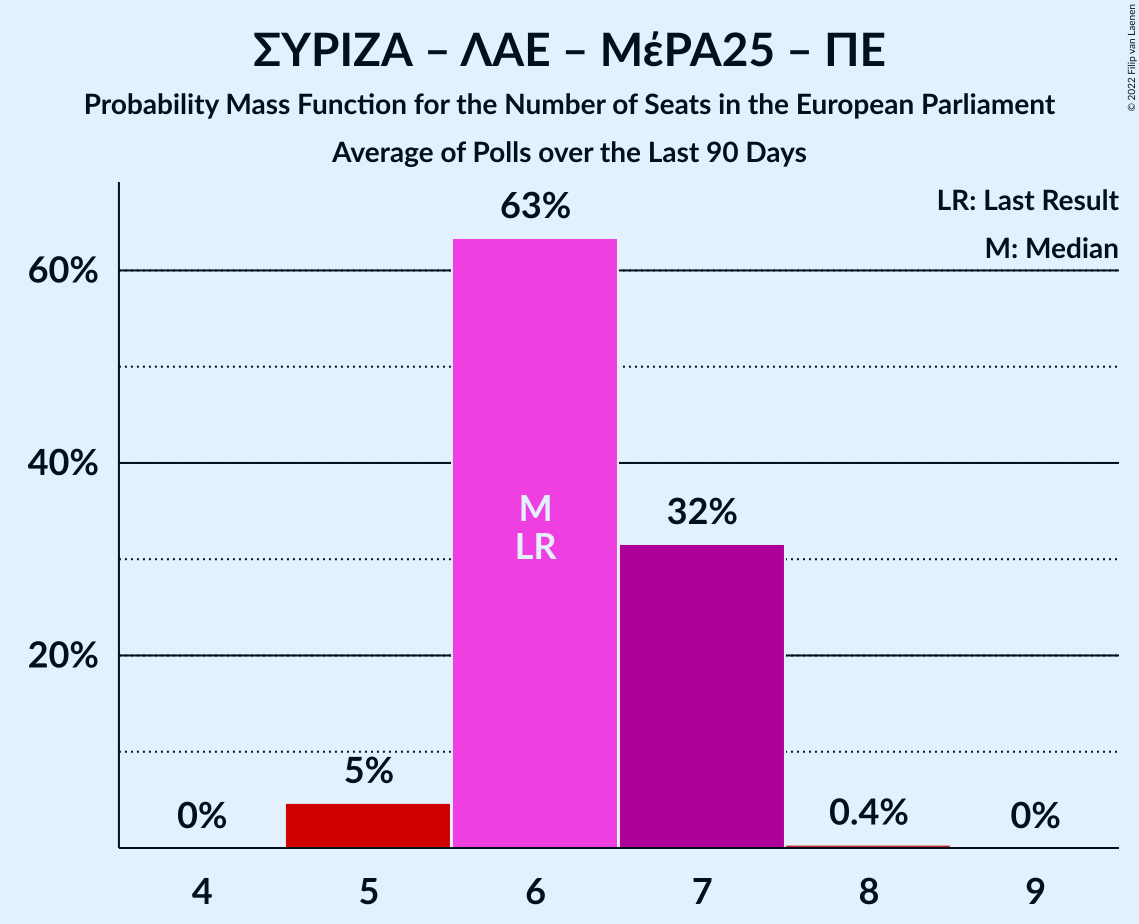 ΣΥΡΙΖΑ – ΛΑΕ – ΜέΡΑ25 – ΠΕ
Probability Mass Function for the Number of Seats in the European Parliament
Average of Polls over the Last 90 Days
© 2022 Filip van Laenen
LR: Last Result
M: Median
63%
60%
40%
M
32%
LR
20%
5%
0%
0.4%
0%
4 5 6 7 8 9